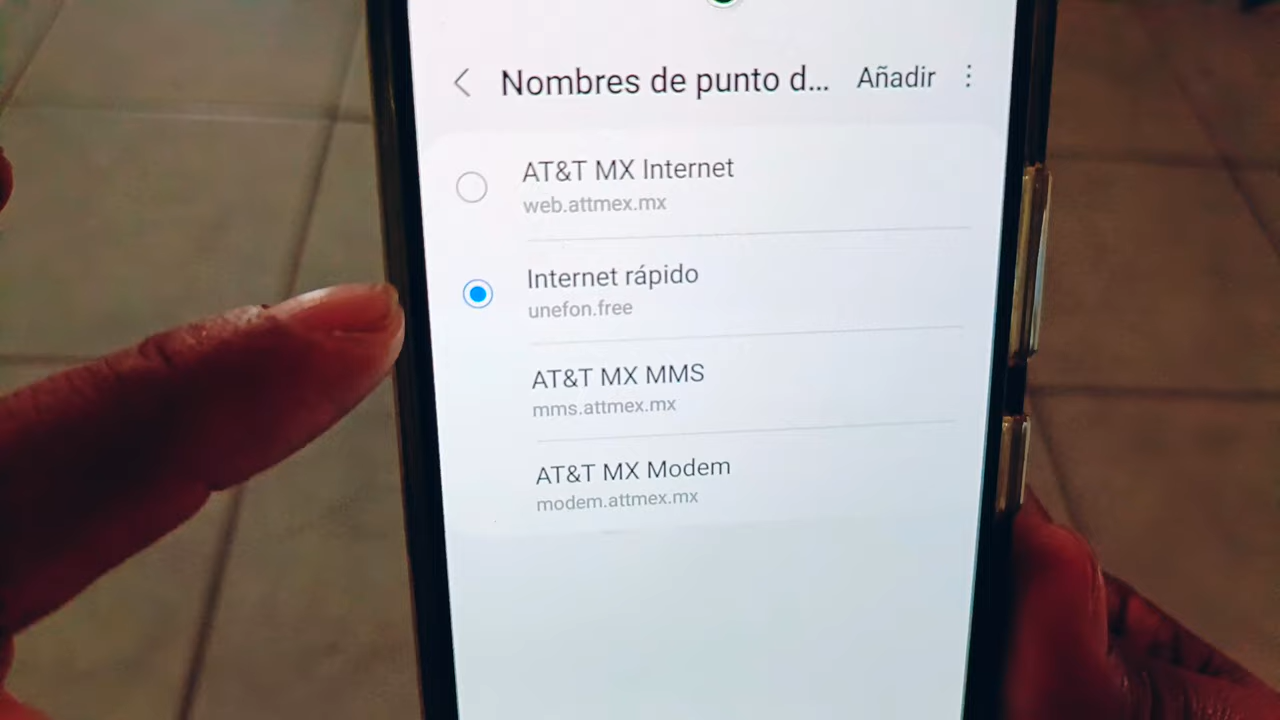 Nombres de punto d... Añadir
AT&T MX Internet
web.attmex.mx
Internet rápido
unefon.free
AT&T MX MMS
mms.attmex.mx
AT&T MX Modem
modem.attmex.mx